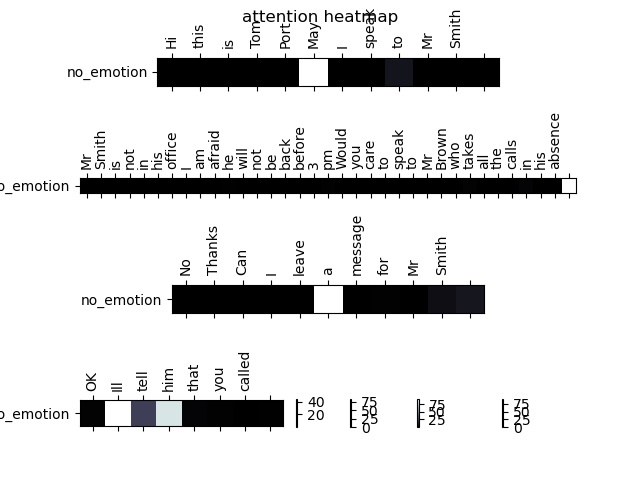 attention heatmap
Hi this is Tom Port May I speak to Mr Smith
no_emotion
Mr Smith is not in his office I am afraid he will not be back before 3 pm Would you care to speak to Mr Brown who takes all the calls in his absence
o_emotion
No Thanks Can I leave a message for Mr Smith
no_emotion
OK Ill tell him that you called
o_emotion
40
20
75
50
25
0
75
50
25
75
50
25
0